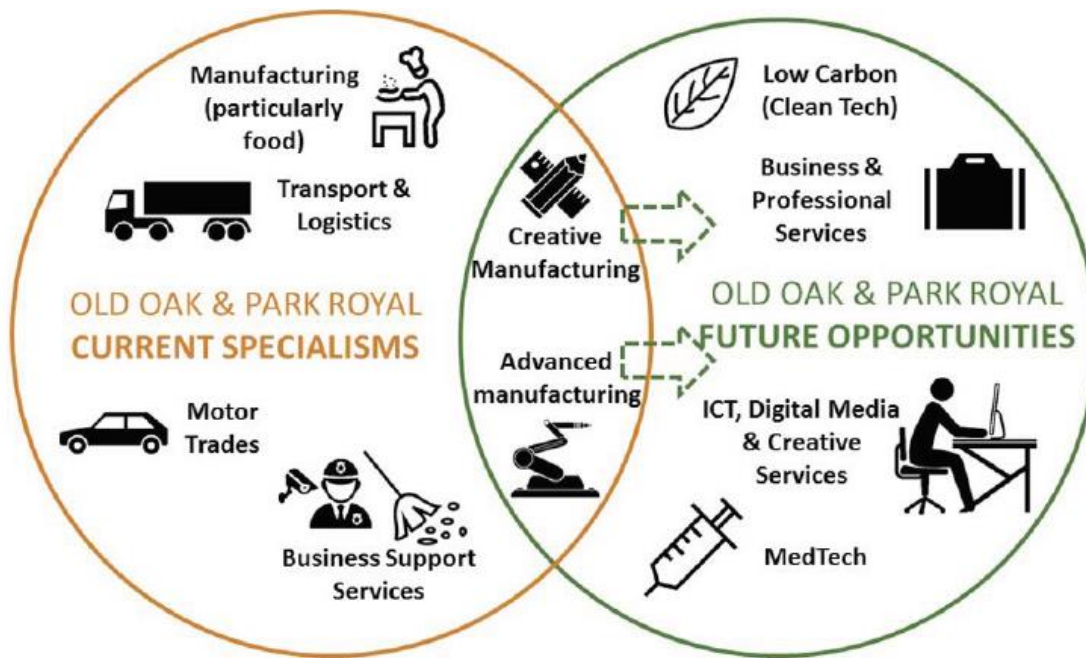 Manufacturing
(particularly
food)
Transport &
Logistics
OLD OAK & PARK ROYAL
CURRENT SPECIALISMS
Motor
Trades
Business Support
Services
Creative
Manufacturing
Advanced
manufacturing
Low Carbon
(Clean Tech)
Business &
Professional
Services
OLD OAK & PARK ROYAL
FUTURE OPPORTUNITIES
ICT, Digital Media
& Creative
Services
MedTech